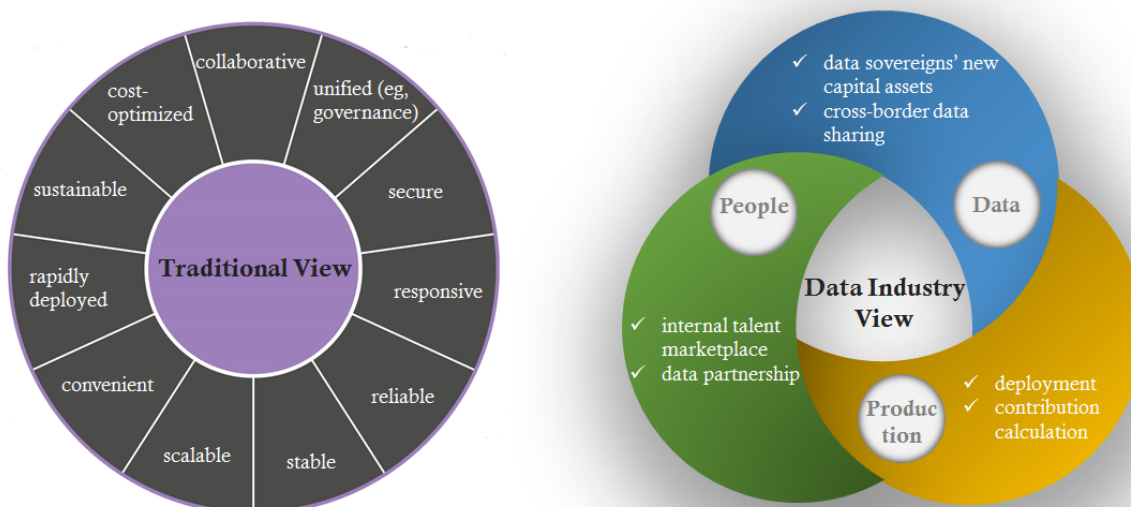 collaborative
unified (eg,
governance)
secure
responsive
reliable
stable
scalable
convenient
rapidly
deployed
sustainable
cost-
optimized
Traditional View
✓ data sovereigns' new
capital assets
✓ cross-border data
sharing
People
Data
Data Industry
View
✓ internal talent
marketplace
✓ data partnership
Produc
tion
✓ deployment
✓ contribution
calculation